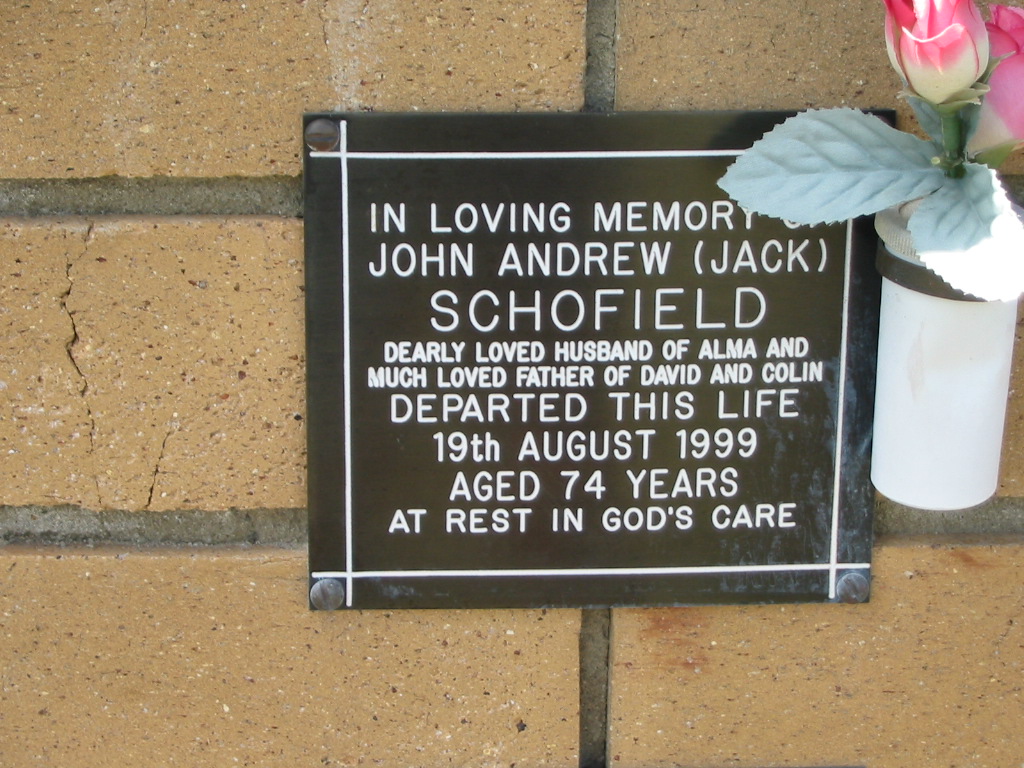 IN LOVING MEMORY
JOHN ANDREW (JACK)
SCHOFIELD
DEARLY LOVED HUSBAND OF ALMA AND
MUCH LOVED FATHER OF DAVID AND COLIN
DEPARTED THIS LIFE
19th AUGUST 1999
AGED 74 YEARS
AT REST IN GOD'S CARE